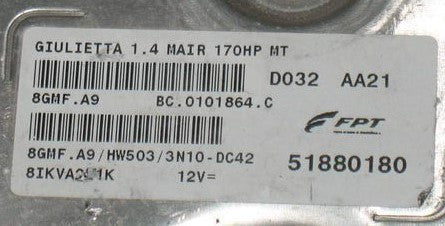 GIULIETTA 1.4 MAIR 170HP MT
D032 AA21
8GMF.A9 BC.0101864.C
FPT
8GMF.A9/HW503/3N10-DC42
51880180
12V=